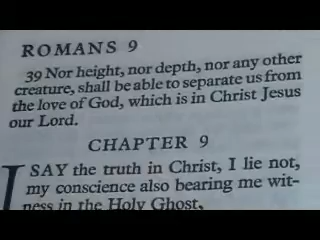 ROMANS 9
39 Nor height, nor depth, nor any other
creature, shall be able to separate us from
the love of God, which is in Christ Jesus
our Lord.
CHAPTER 9
I SAY the truth in Christ, I lie not,
my conscience also bearing me wit-
ness in the Holy Ghost,